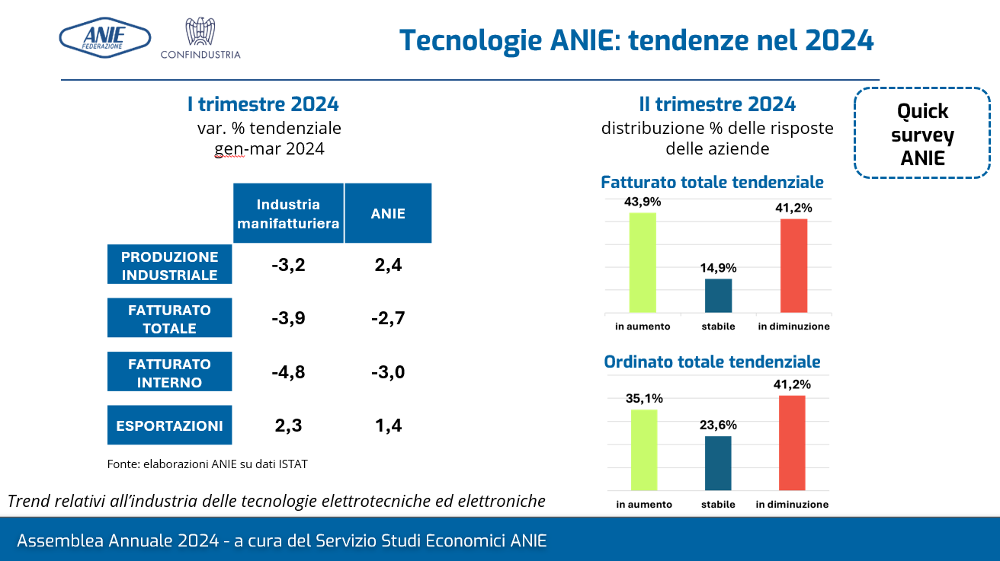 ANIE
FEDERAZIONE
CONFINDUSTRIA
Tecnologie ANIE: tendenze nel 2024
I trimestre 2024
var. % tendenziale
gen-mar 2024
Industria
manifatturiera
ANIE
PRODUZIONE
INDUSTRIALE
-3,2
2,4
FATTURATO
TOTALE
-3,9
-2,7
FATTURATO
INTERNO
-4,8
-3,0
ESPORTAZIONI
2,3
1,4
Fonte: elaborazioni ANIE su dati ISTAT
II trimestre 2024
distribuzione % delle risposte
delle aziende
Quick
survey
ANIE
Fatturato totale tendenziale
43,9%
14,9%
41,2%
in aumento
stabile
in diminuzione
Ordinato totale tendenziale
35,1%
23,6%
41,2%
in aumento
stabile
in diminuzione
Trend relativi all’industria delle tecnologie elettrotecniche ed elettroniche
Assemblea Annuale 2024 - a cura del Servizio Studi Economici ANIE